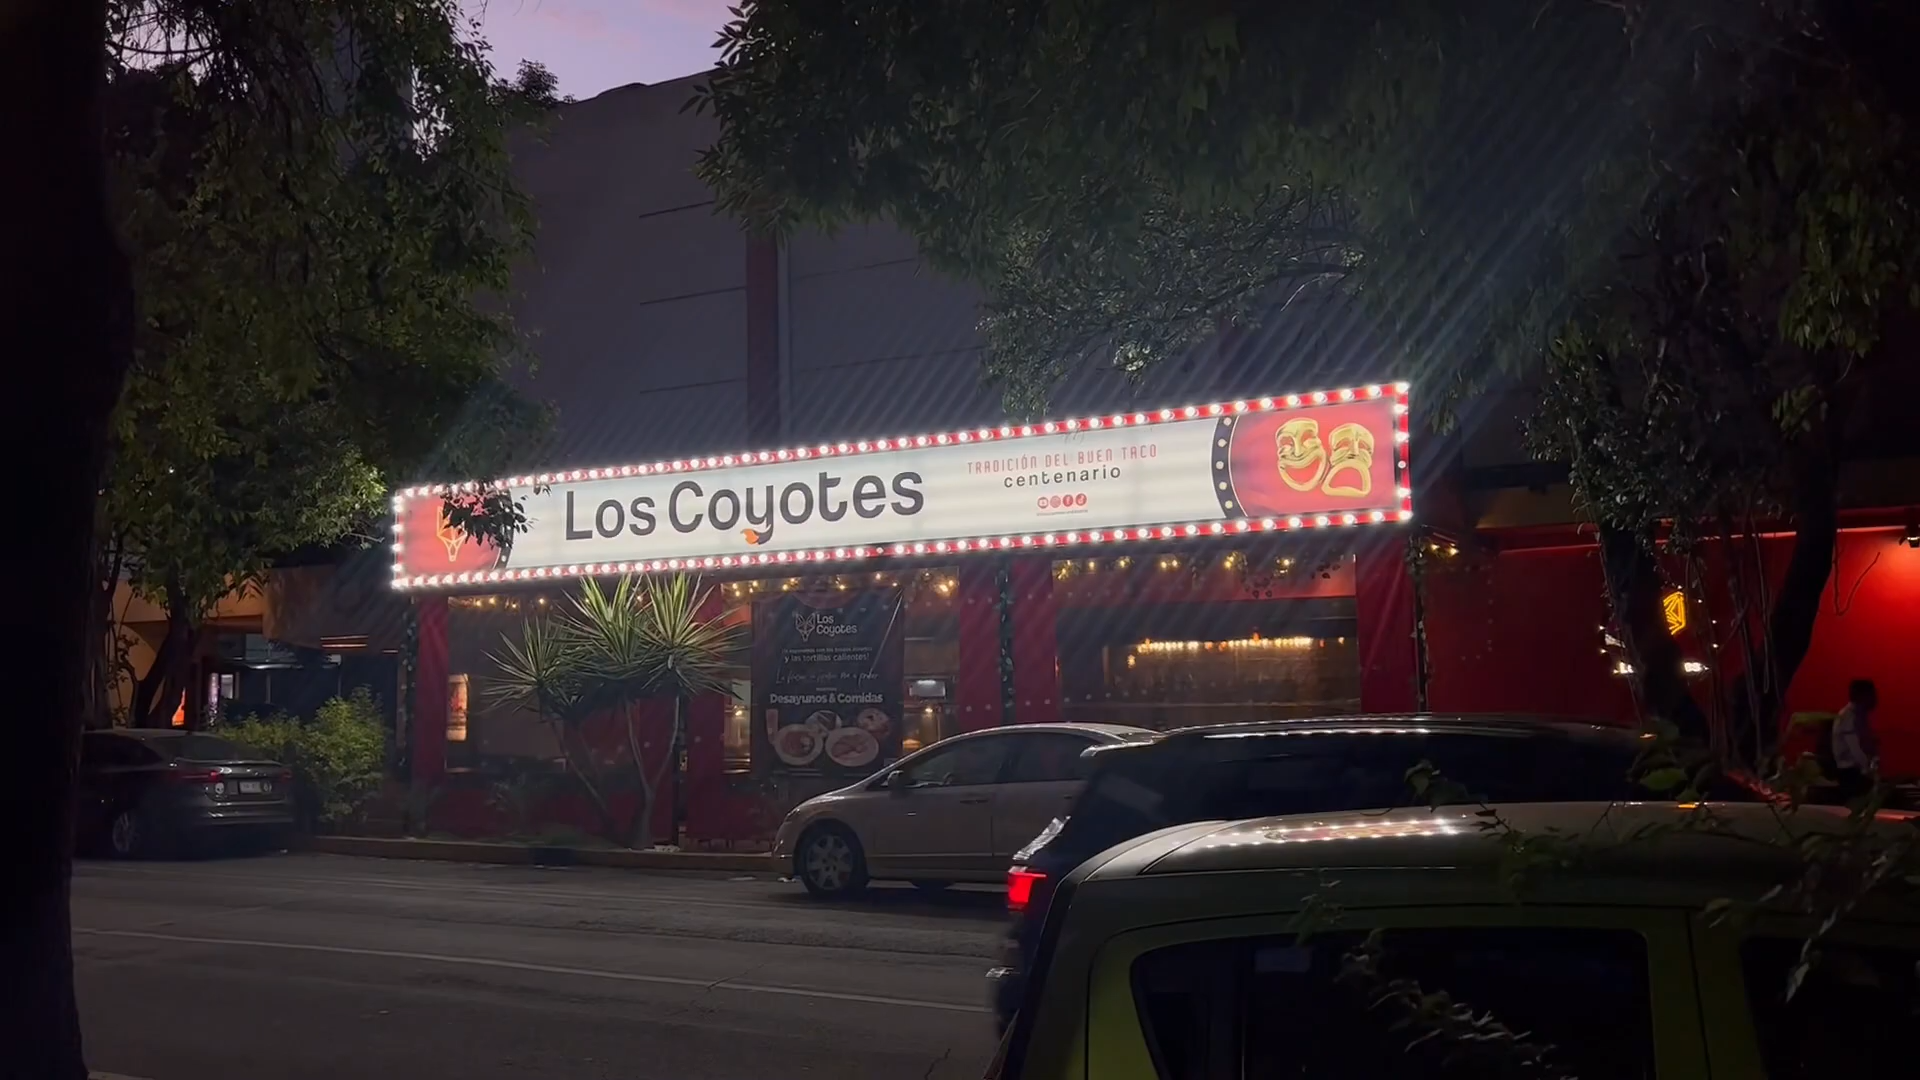 Los Coyotes
TRADICIÓN DEL BUEN TACO
centenario
Los
Coyotes
y las tortillas calientes!
Desayunos & Comidas